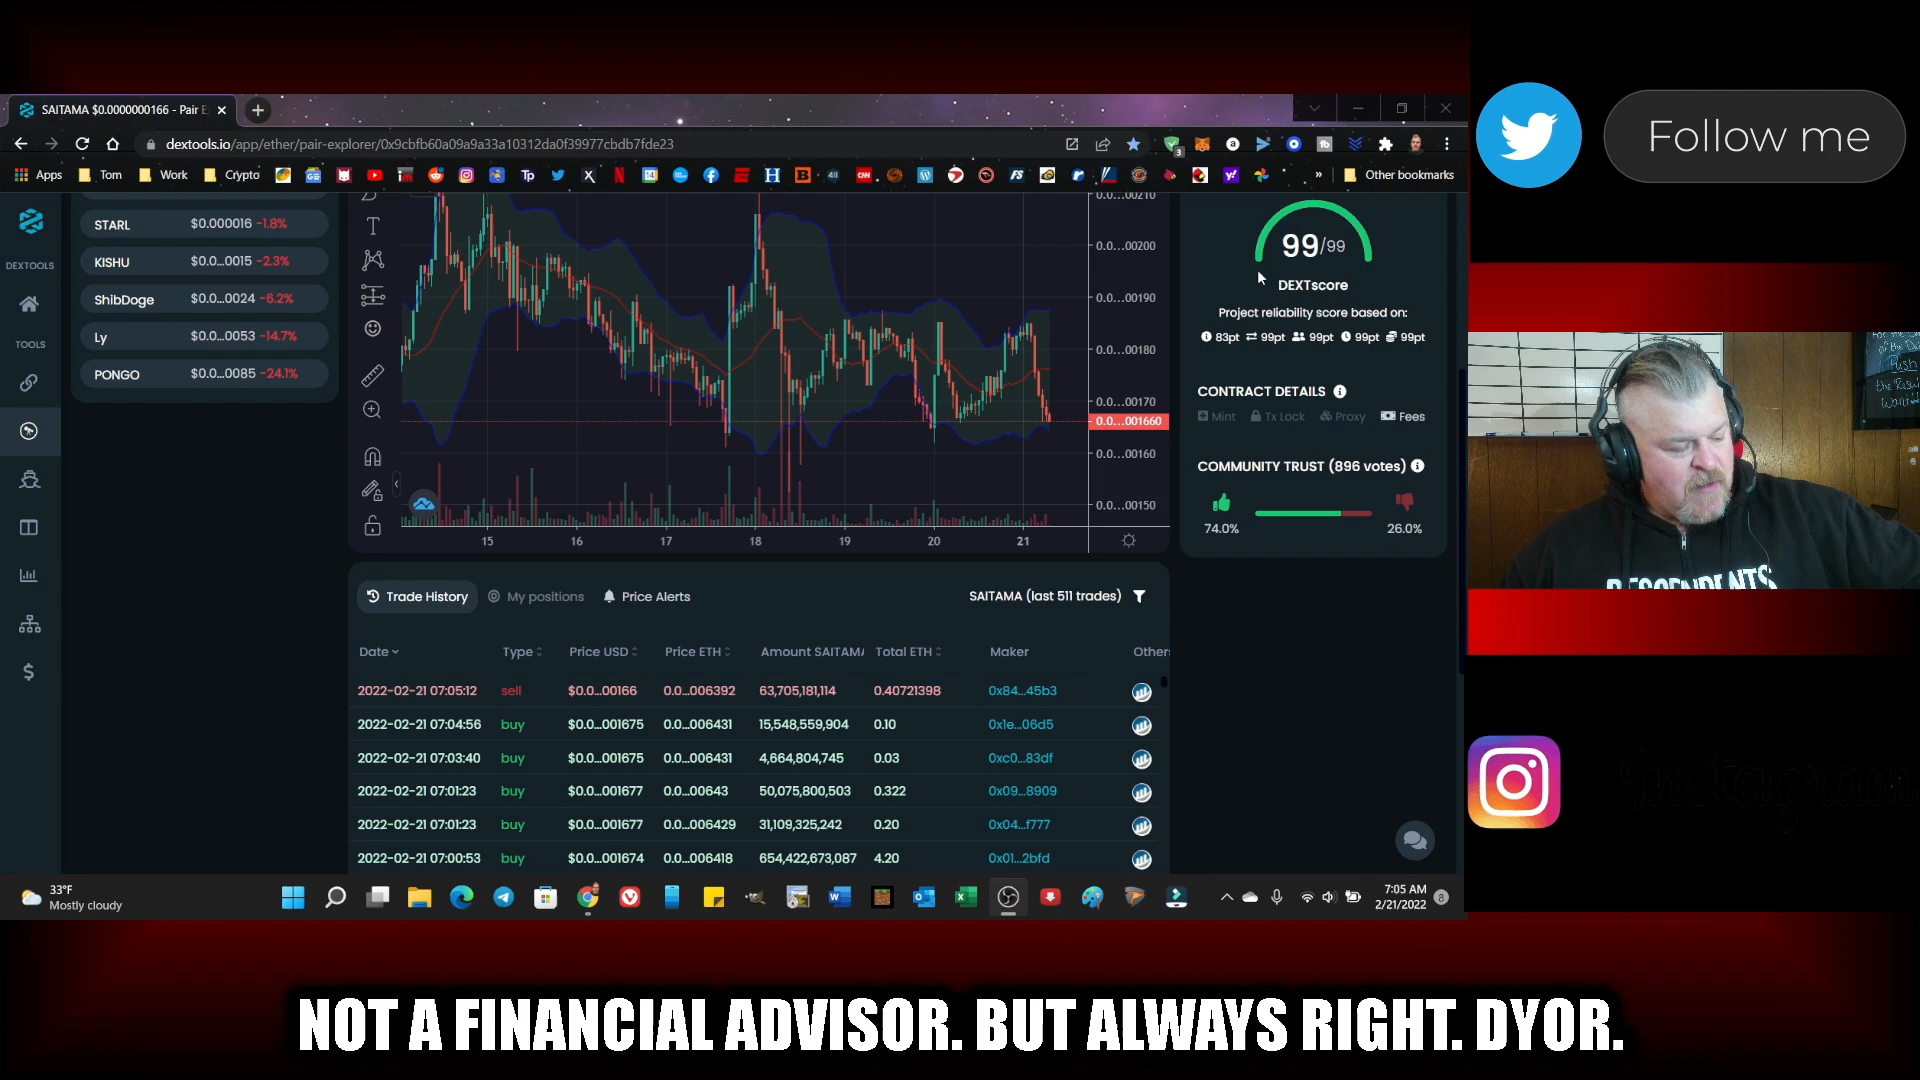 SAITAMA $0.0000000166 - Pair E
dextools.io/app/ether/pair-explorer/0x9cbfb60a09a9a33a10312da0f39977cbdb7fde23
Apps
Tom
Work
Crypto
Other bookmarks
Follow me
DEXTOOLS
TOOLS
STARL $0.000016 -1.8%
KISHU $0.0...0015 -2.3%
ShibDoge $0.0...0024 -6.2%
Ly $0.0...0053 -14.7%
PONGO $0.0...0085 -24.1%
0.0...00210
0.0...00200
0.0...00190
0.0...00180
0.0...00170
0.0...001660
0.0...00160
0.0...00150
15 16 17 18 19 20 21
99/99
DEXTscore
Project reliability score based on:
83pt 99pt 99pt 99pt 99pt
CONTRACT DETAILS
Mint Tx Lock Proxy Fees
COMMUNITY TRUST (896 votes)
74.0% 26.0%
Trade History My positions Price Alerts SAITAMA (last 511 trades)
Date Type Price USD Price ETH Amount SAITAMA Total ETH Maker Others
2022-02-21 07:05:12 sell $0.0...00166 0.0...006392 63,705,181,114 0.40721398 0x84...45b3
2022-02-21 07:04:56 buy $0.0...001675 0.0...006431 15,548,559,904 0.10 0x1e...06d5
2022-02-21 07:03:40 buy $0.0...001675 0.0...006431 4,664,804,745 0.03 0xc0...83df
2022-02-21 07:01:23 buy $0.0...001677 0.0...00643 50,075,800,503 0.322 0x09...8909
2022-02-21 07:01:23 buy $0.0...001677 0.0...006429 31,109,325,242 0.20 0x04...f777
2022-02-21 07:00:53 buy $0.0...001674 0.0...006418 654,422,673,087 4.20 0x01...2bfd
33°F
Mostly cloudy
7:05 AM
2/21/2022
8
DESCENDENTS
Push
Instagram
NOT A FINANCIAL ADVISOR. BUT ALWAYS RIGHT. DYOR.